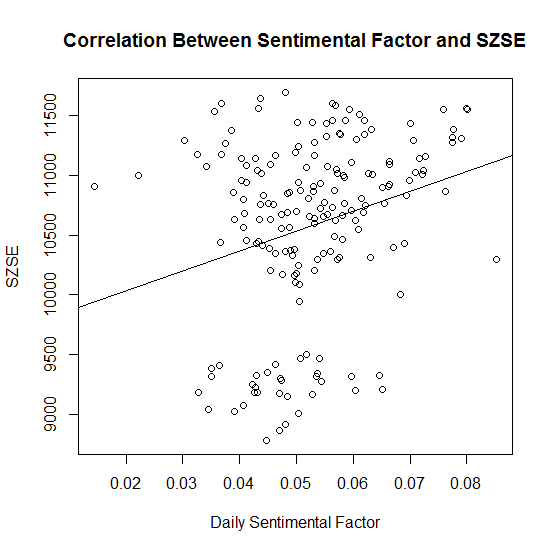 Correlation Between Sentimental Factor and SZSE
SZSE
11500
11000
10500
10000
9500
9000
0.02 0.03 0.04 0.05 0.06 0.07 0.08
Daily Sentimental Factor